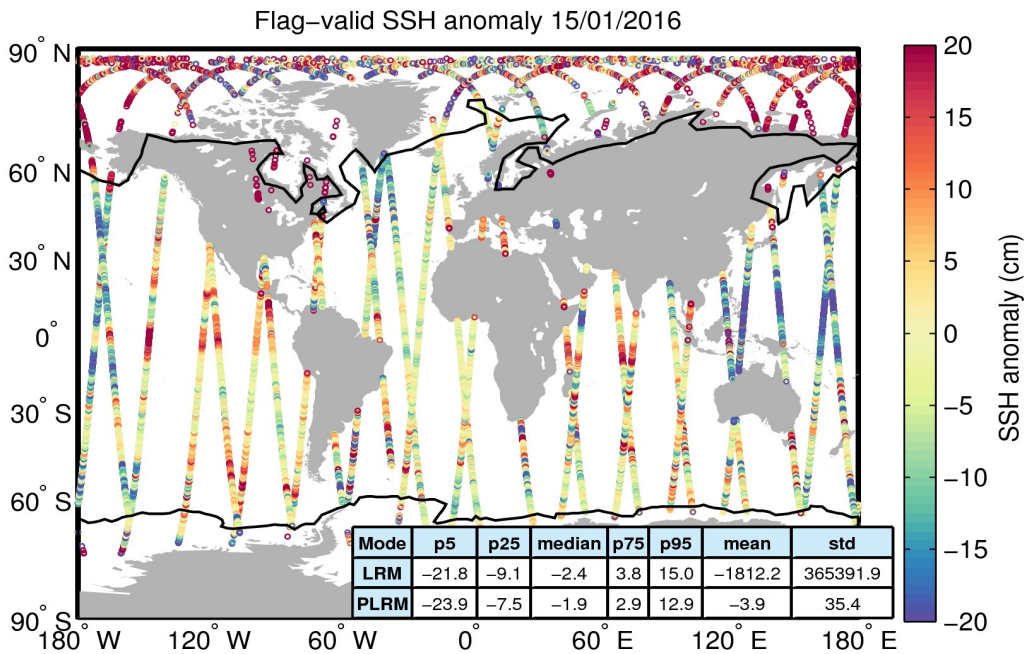 Flag−valid SSH anomaly 15/01/2016
90° N
60° N
30° N
0°
30° S
60° S
90° S
180° W
120° W
60° W
0°
60° E
120° E
180° E
20
15
10
5
0
−5
−10
−15
−20
SSH anomaly (cm)
Mode p5 p25 median p75 p95 mean std
LRM −21.8 −9.1 −2.4 3.8 15.0 −1812.2 365391.9
PLRM −23.9 −7.5 −1.9 2.9 12.9 −3.9 35.4